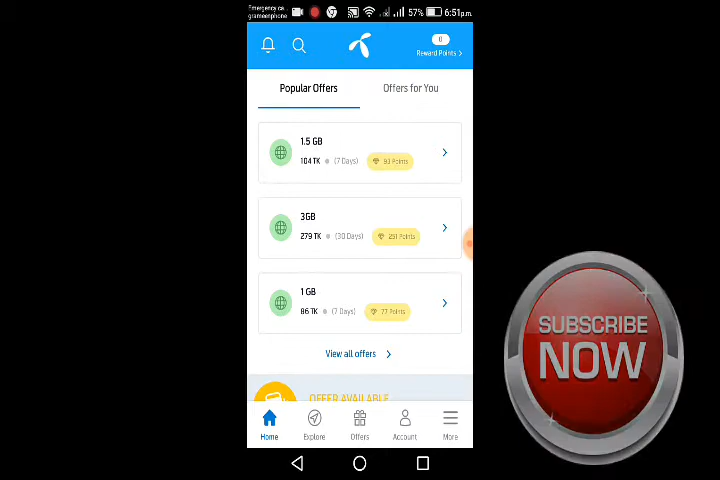 Emergency ca...
grameenphone
57% 6:51p.m.
0
Reward Points >
Popular Offers
Offers for You
1.5 GB
104 TK (7 Days) 93 Points
3GB
279 TK (30 Days) 251 Points
1 GB
86 TK (7 Days) 77 Points
View all offers >
OFFER AVAILABLE
Home Explore Offers Account More
SUBSCRIBE
NOW